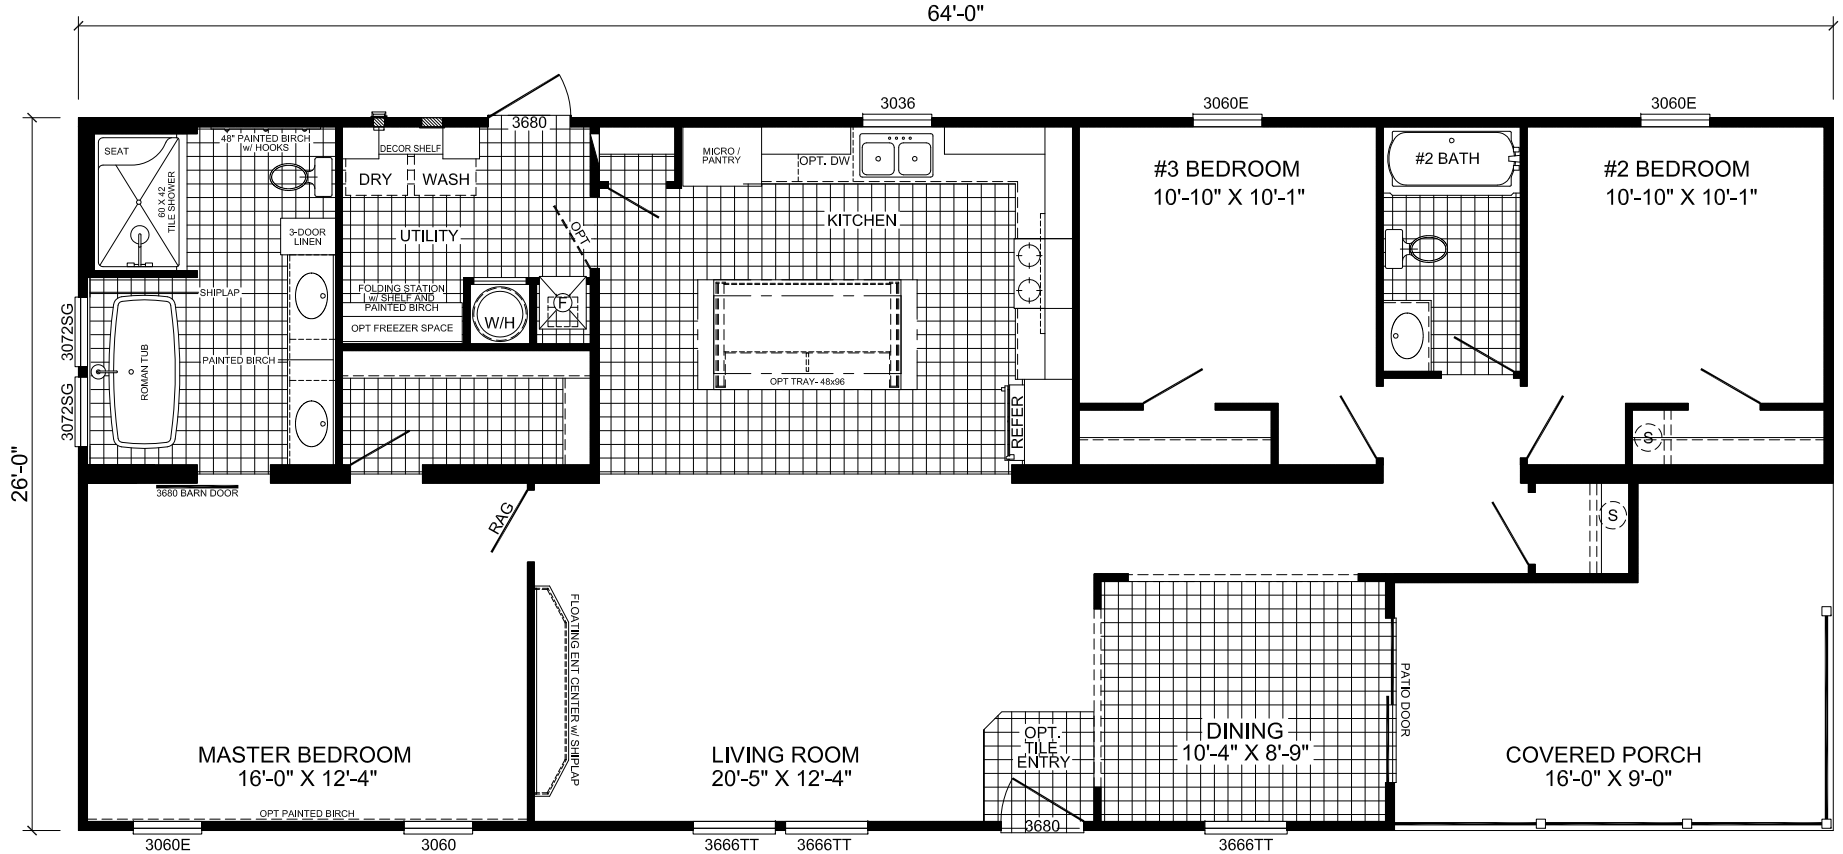 64'-0"
26'-0"
3680
3036
3060E
3060E
SEAT
60 X 42
TILE SHOWER
48" PAINTED BIRCH
w/ HOOKS
3-DOOR
LINEN
SHIPLAP
PAINTED BIRCH
ROMAN TUB
3072SG
3072SG
3680 BARN DOOR
DECOR SHELF
DRY
WASH
UTILITY
OPT
FOLDING STATION
w/ SHELF AND
PAINTED BIRCH
OPT FREEZER SPACE
W/H
F
MICRO /
PANTRY
OPT. DW
KITCHEN
OPT TRAY- 48x96
REFER
#3 BEDROOM
10'-10" X 10'-1"
#2 BATH
#2 BEDROOM
10'-10" X 10'-1"
S
S
RAG
FLOATING ENT CENTER w/ SHIPLAP
MASTER BEDROOM
16'-0" X 12'-4"
OPT PAINTED BIRCH
LIVING ROOM
20'-5" X 12'-4"
OPT.
TILE
ENTRY
DINING
10'-4" X 8'-9"
PATIO DOOR
COVERED PORCH
16'-0" X 9'-0"
3060E
3060
3666TT
3666TT
3680
3666TT